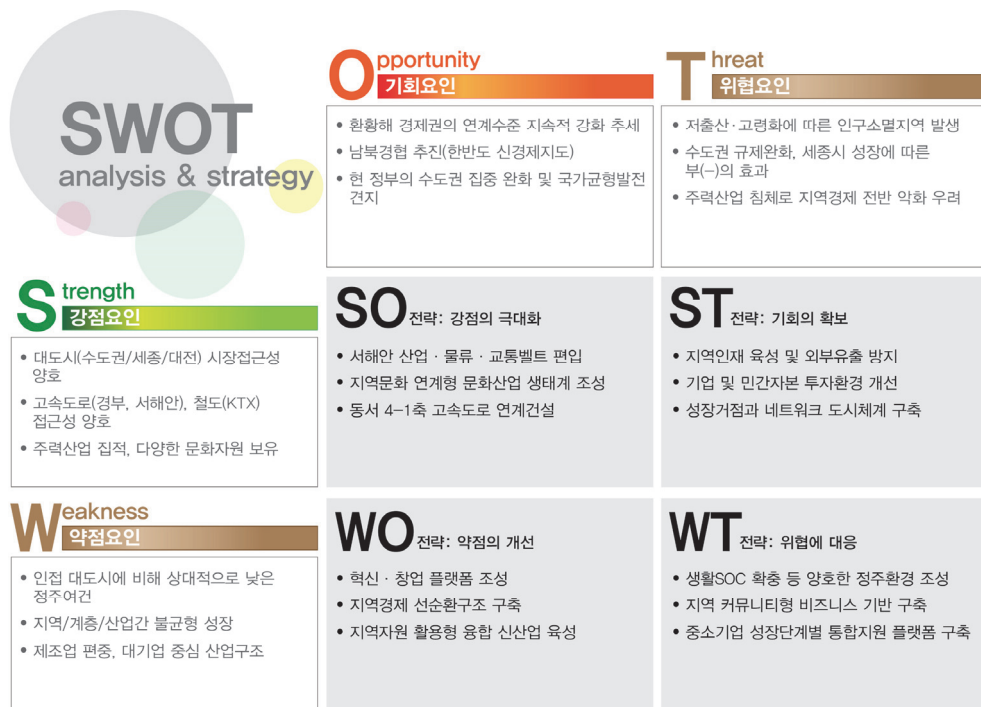 SWOT
analysis & strategy
Opportunity
기회요인
• 환황해 경제권의 연계수준 지속적 강화 추세
• 남북경협 추진(한반도 신경제지도)
• 현 정부의 수도권 집중 완화 및 국가균형발전
견지
Threat
위협요인
• 저출산·고령화에 따른 인구소멸지역 발생
• 수도권 규제완화, 세종시 성장에 따른
부(-)의 효과
• 주력산업 침체로 지역경제 전반 악화 우려
Strength
강점요인
• 대도시(수도권/세종/대전) 시장접근성
양호
• 고속도로(경부, 서해안), 철도(KTX)
접근성 양호
• 주력산업 집적, 다양한 문화자원 보유
SO 전략: 강점의 극대화
• 서해안 산업 · 물류 · 교통벨트 편입
• 지역문화 연계형 문화산업 생태계 조성
• 동서 4-1축 고속도로 연계건설
ST 전략: 기회의 확보
• 지역인재 육성 및 외부유출 방지
• 기업 및 민간자본 투자환경 개선
• 성장거점과 네트워크 도시체계 구축
Weakness
약점요인
• 인접 대도시에 비해 상대적으로 낮은
정주여건
• 지역/계층/산업간 불균형 성장
• 제조업 편중, 대기업 중심 산업구조
WO 전략: 약점의 개선
• 혁신 · 창업 플랫폼 조성
• 지역경제 선순환구조 구축
• 지역자원 활용형 융합 신산업 육성
WT 전략: 위협에 대응
• 생활SOC 확충 등 양호한 정주환경 조성
• 지역 커뮤니티형 비즈니스 기반 구축
• 중소기업 성장단계별 통합지원 플랫폼 구축